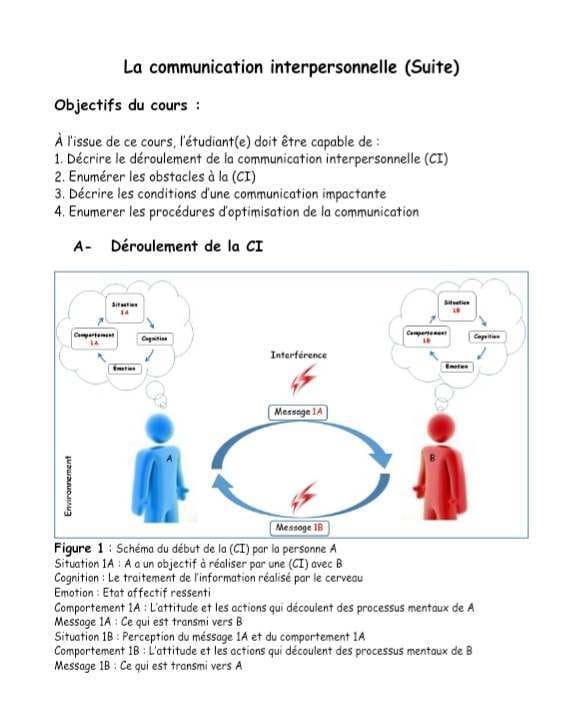 La communication interpersonnelle (Suite)
Objectifs du cours :
À l'issue de ce cours, l'étudiant(e) doit être capable de :
1. Décrire le déroulement de la communication interpersonnelle (CI)
2. Enumérer les obstacles à la (CI)
3. Décrire les conditions d'une communication impactante
4. Enumerer les procédures d'optimisation de la communication
A- Déroulement de la CI
Situation
1A
Comportement
1A
Cognition
Emotion
Situation
1B
Comportement
1B
Cognition
Emotion
Interférence
Message 1A
A
B
Environnement
Message 1B
Figure 1 : Schéma du début de la (CI) par la personne A
Situation 1A : A a un objectif à réaliser par une (CI) avec B
Cognition : Le traitement de l'information réalisé par le cerveau
Emotion : Etat affectif ressenti
Comportement 1A : L'attitude et les actions qui découlent des processus mentaux de A
Message 1A : Ce qui est transmi vers B
Situation 1B : Perception du méssage 1A et du comportement 1A
Comportement 1B : L'attitude et les actions qui découlent des processus mentaux de B
Message 1B : Ce qui est transmi vers A